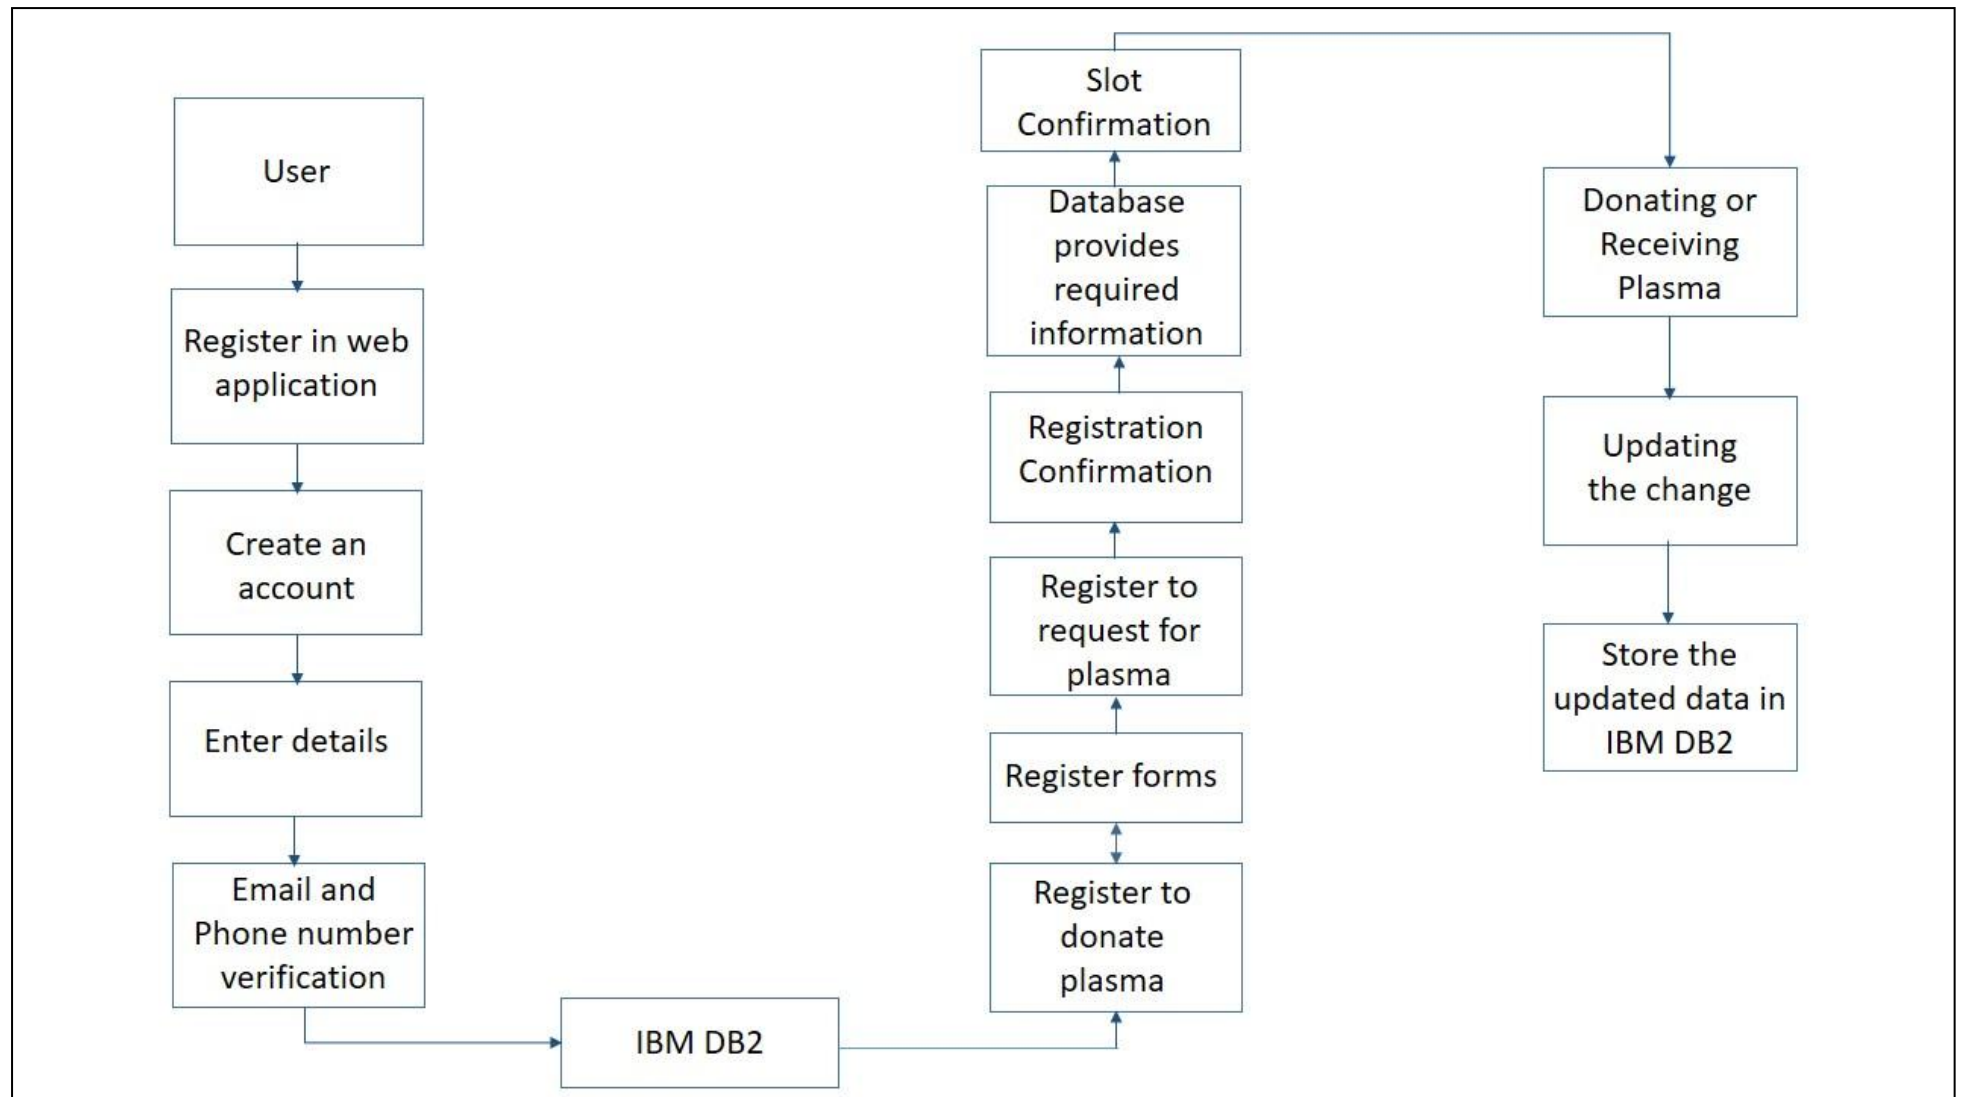 User
Register in web
application
Create an
account
Enter details
Email and
Phone number
verification
IBM DB2
Register to
donate
plasma
Register forms
Register to
request for
plasma
Registration
Confirmation
Database
provides
required
information
Slot
Confirmation
Donating or
Receiving
Plasma
Updating
the change
Store the
updated data in
IBM DB2